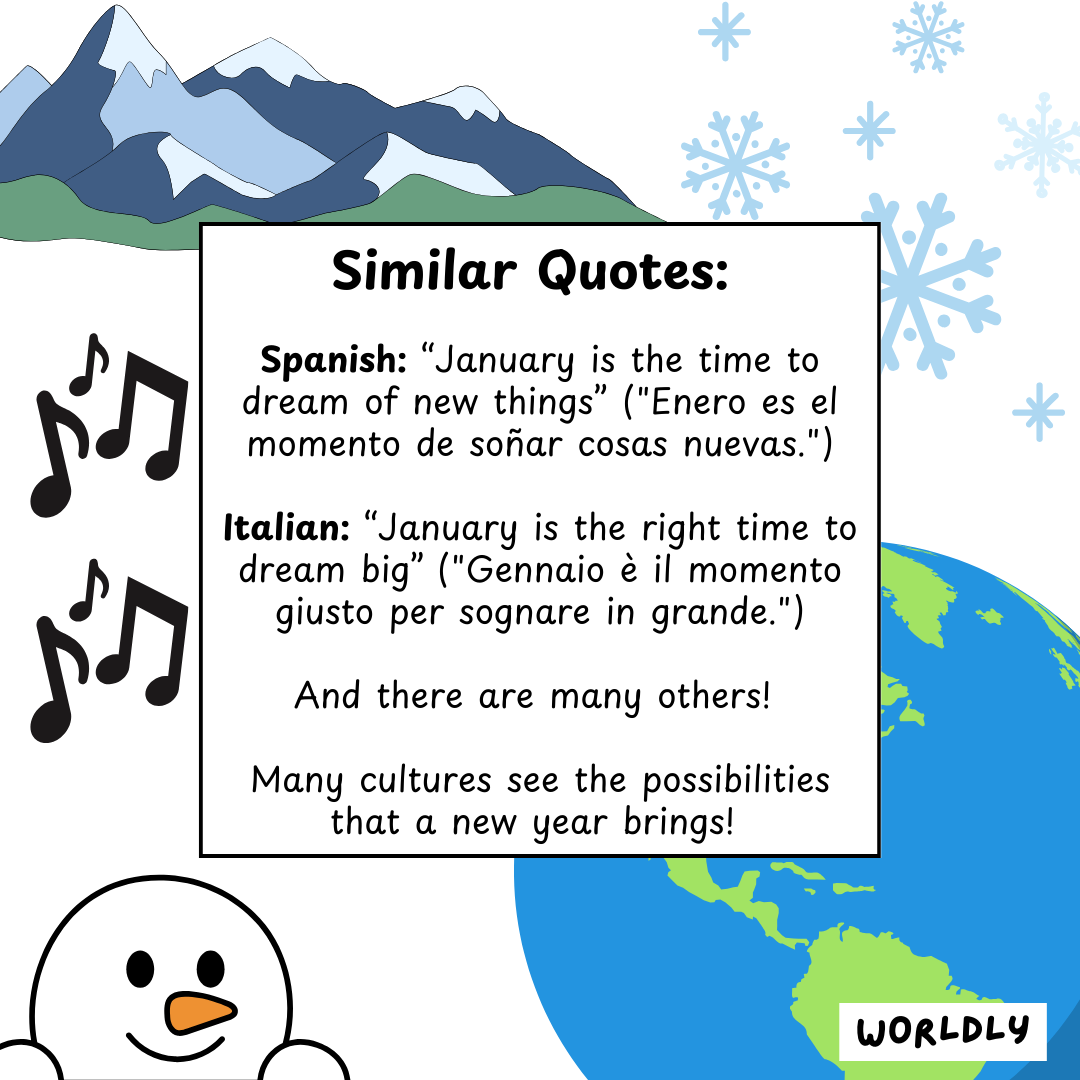 Similar Quotes:
Spanish: “January is the time to
dream of new things” ("Enero es el
momento de soñar cosas nuevas.")
Italian: “January is the right time to
dream big” ("Gennaio è il momento
giusto per sognare in grande.")
And there are many others!
Many cultures see the possibilities
that a new year brings!
WORLDLY